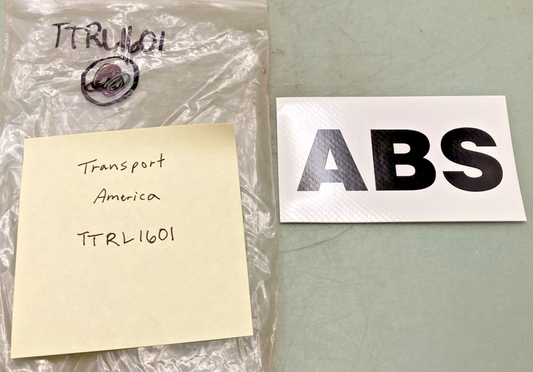 TTRL1601
Transport
America
TTRL1601
ABS